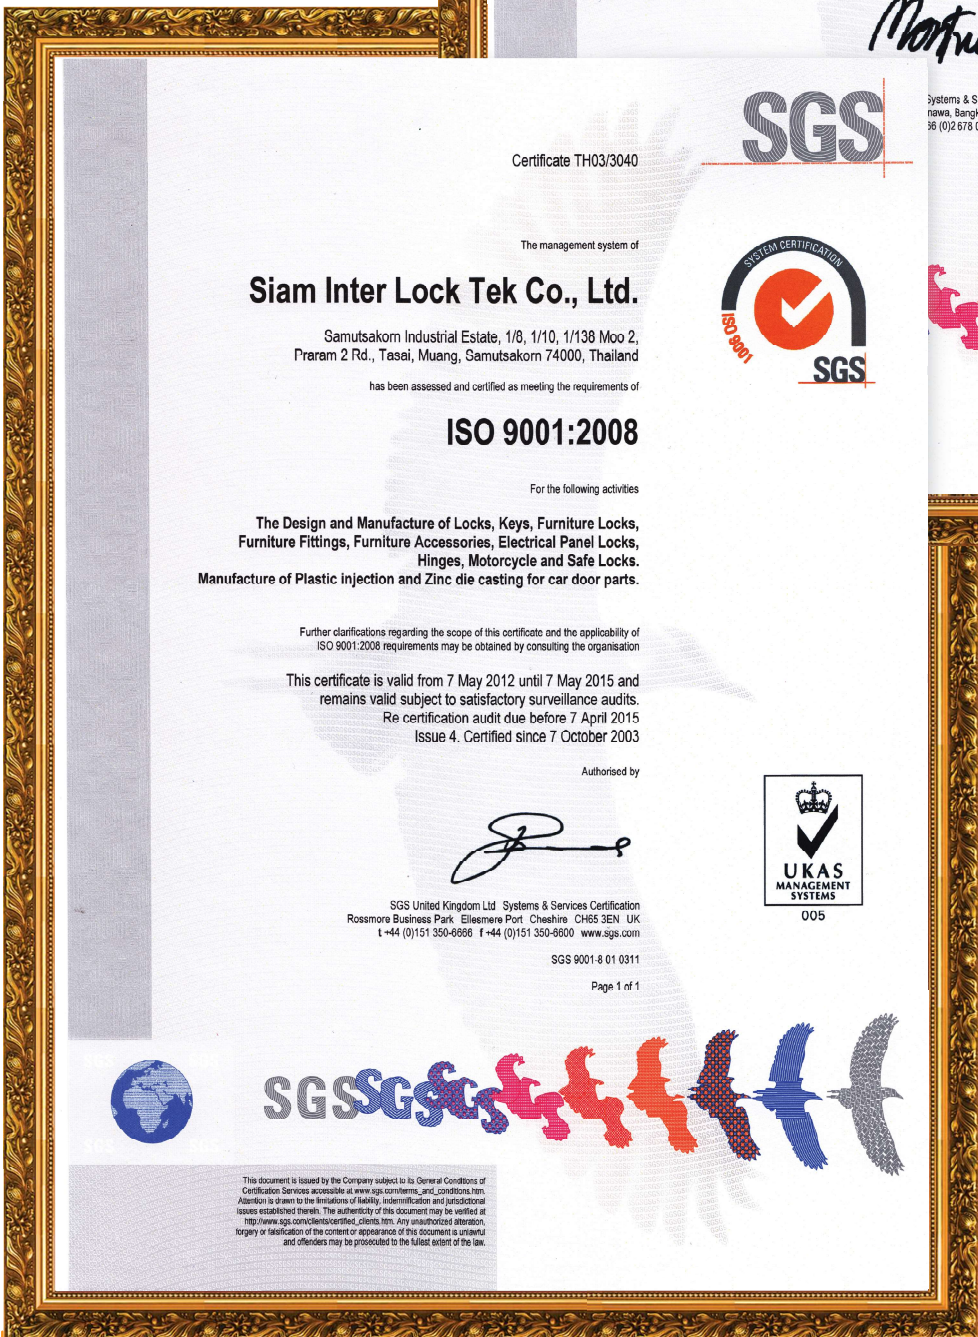 Systems & S
nawa, Bangk
66 (0)2 678 0
SGS
Certificate TH03/3040
The management system of
Siam Inter Lock Tek Co., Ltd.
Samutsakorn Industrial Estate, 1/8, 1/10, 1/138 Moo 2,
Praram 2 Rd., Tasai, Muang, Samutsakorn 74000, Thailand
has been assessed and certified as meeting the requirements of
SYSTEM CERTIFICATION
ISO 9001
SGS
ISO 9001:2008
For the following activities
The Design and Manufacture of Locks, Keys, Furniture Locks,
Furniture Fittings, Furniture Accessories, Electrical Panel Locks,
Hinges, Motorcycle and Safe Locks.
Manufacture of Plastic injection and Zinc die casting for car door parts.
Further clarifications regarding the scope of this certificate and the applicability of
ISO 9001:2008 requirements may be obtained by consulting the organisation
This certificate is valid from 7 May 2012 until 7 May 2015 and
remains valid subject to satisfactory surveillance audits.
Re certification audit due before 7 April 2015
Issue 4. Certified since 7 October 2003
Authorised by
SGS United Kingdom Ltd Systems & Services Certification
Rossmore Business Park Ellesmere Port Cheshire CH65 3EN UK
t +44 (0)151 350-6666 f +44 (0)151 350-6600 www.sgs.com
SGS 9001-8 01 0311
Page 1 of 1
UKAS
MANAGEMENT
SYSTEMS
005
SGS SGS SGS
This document is issued by the Company subject to its General Conditions of
Certification Services accessible at www.sgs.com/terms_and_conditions.htm.
Attention is drawn to the limitations of liability, indemnification and jurisdictional
issues established therein. The authenticity of this document may be verified at
http://www.sgs.com/clients/certified_clients.htm. Any unauthorized alteration,
forgery or falsification of the content or appearance of this document is unlawful
and offenders may be prosecuted to the fullest extent of the law.